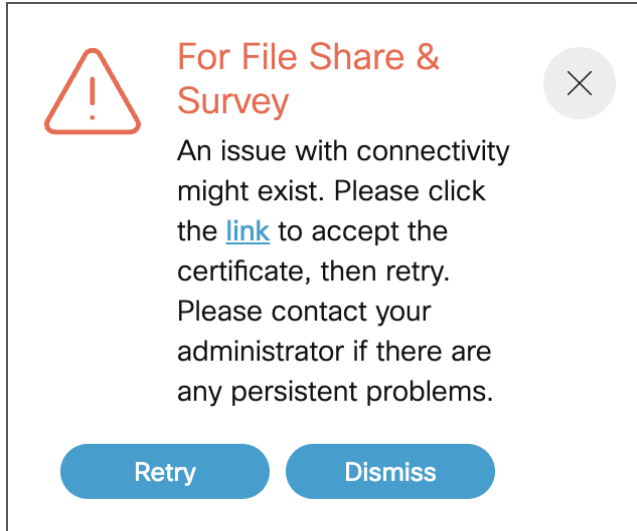 For File Share &
Survey
An issue with connectivity
might exist. Please click
the link to accept the
certificate, then retry.
Please contact your
administrator if there are
any persistent problems.
Retry
Dismiss